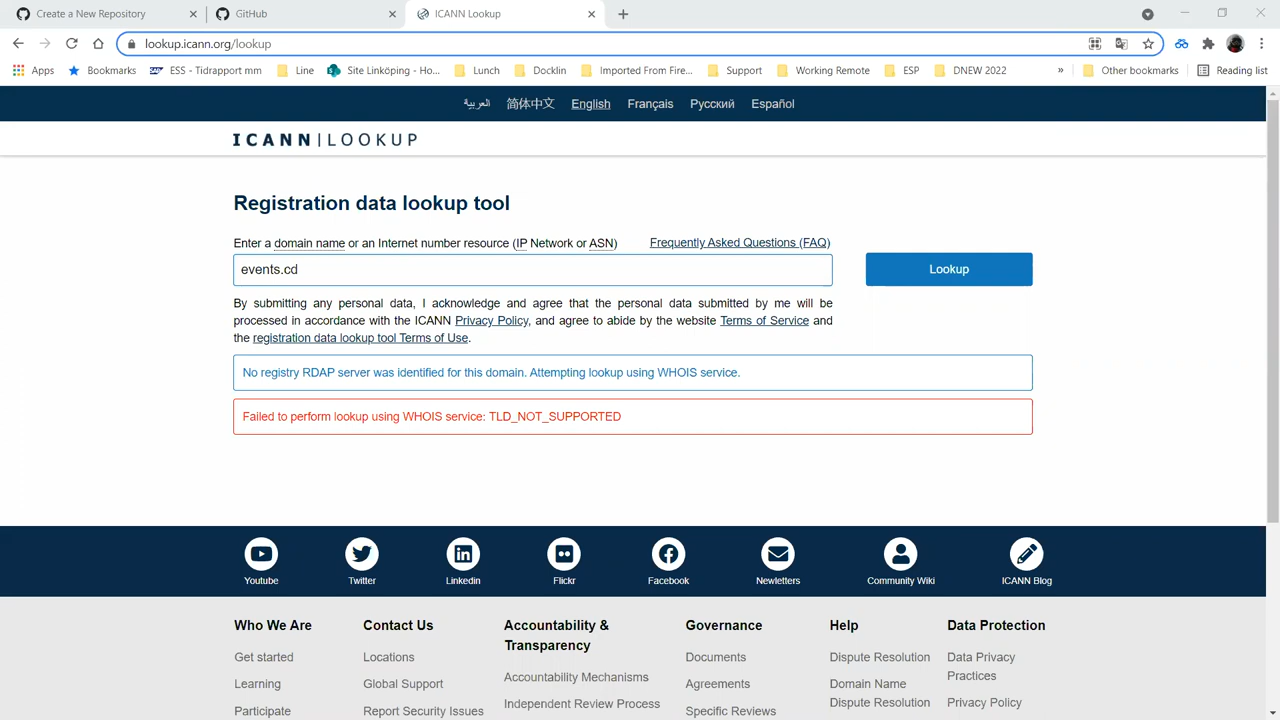 Create a New Repository
GitHub
ICANN Lookup
lookup.icann.org/lookup
Apps
Bookmarks
ESS - Tidrapport mm
Line
Site Linköping - Ho...
Lunch
Docklin
Imported From Fire...
Support
Working Remote
ESP
DNEW 2022
»
Other bookmarks
Reading list
العربية
简体中文
English
Français
Русский
Español
ICANN|LOOKUP
Registration data lookup tool
Enter a domain name or an Internet number resource (IP Network or ASN)
Frequently Asked Questions (FAQ)
events.cd
Lookup
By submitting any personal data, I acknowledge and agree that the personal data submitted by me will be
processed in accordance with the ICANN Privacy Policy, and agree to abide by the website Terms of Service and
the registration data lookup tool Terms of Use.
No registry RDAP server was identified for this domain. Attempting lookup using WHOIS service.
Failed to perform lookup using WHOIS service: TLD_NOT_SUPPORTED
Youtube
Twitter
Linkedin
Flickr
Facebook
Newletters
Community Wiki
ICANN Blog
Who We Are
Get started
Learning
Participate
Contact Us
Locations
Global Support
Report Security Issues
Accountability &
Transparency
Accountability Mechanisms
Independent Review Process
Governance
Documents
Agreements
Specific Reviews
Help
Dispute Resolution
Domain Name
Dispute Resolution
Data Protection
Data Privacy
Practices
Privacy Policy